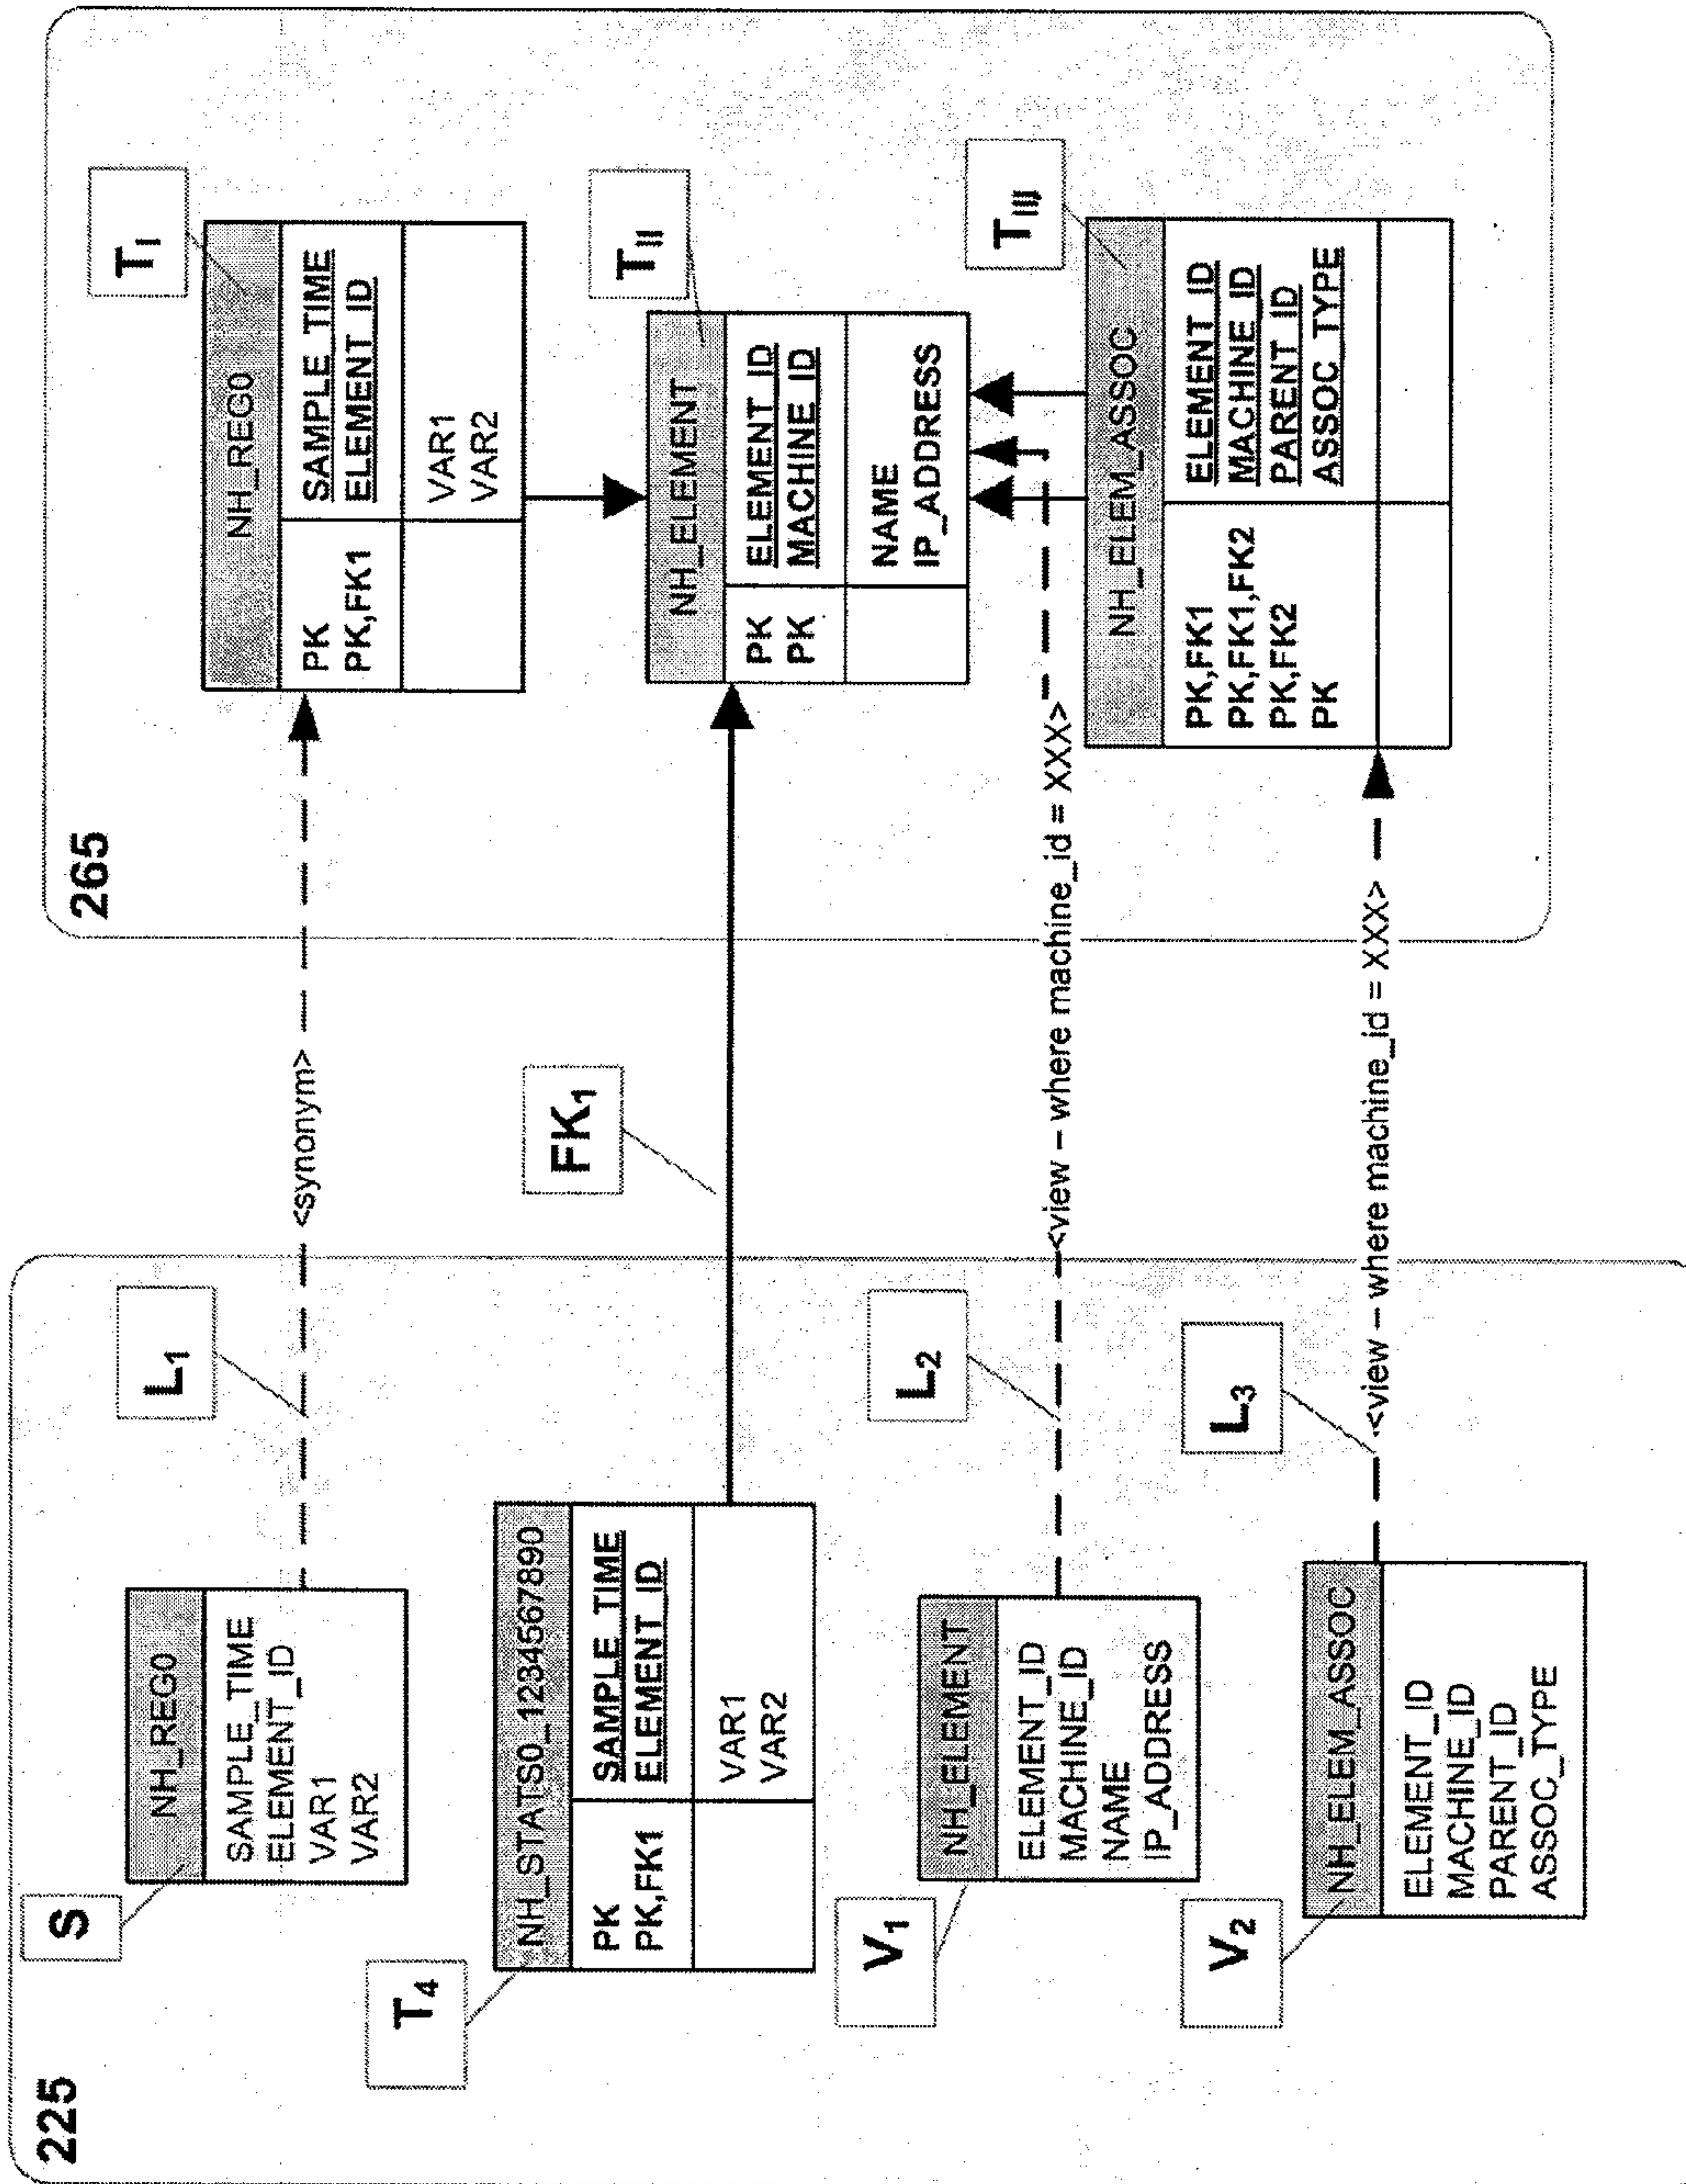 225
S
NH_REG0
SAMPLE_TIME
ELEMENT_ID
VAR1
VAR2
L1
<synonym>
T4
NH_STATS0_1234567890
PK SAMPLE_TIME
PK,FK1 ELEMENT_ID
VAR1
VAR2
FK1
V1
NH_ELEMENT
ELEMENT_ID
MACHINE_ID
NAME
IP_ADDRESS
L2
<view – where machine_id = XXX>
V2
NH_ELEM_ASSOC
ELEMENT_ID
MACHINE_ID
PARENT_ID
ASSOC_TYPE
L3
<view – where machine_id = XXX>
265
TI
NH_REG0
PK SAMPLE_TIME
PK,FK1 ELEMENT_ID
VAR1
VAR2
TII
NH_ELEMENT
PK ELEMENT_ID
PK MACHINE_ID
NAME
IP_ADDRESS
TIII
NH_ELEM_ASSOC
PK,FK1 ELEMENT_ID
PK,FK1,FK2 MACHINE_ID
PK,FK2 PARENT_ID
PK ASSOC_TYPE